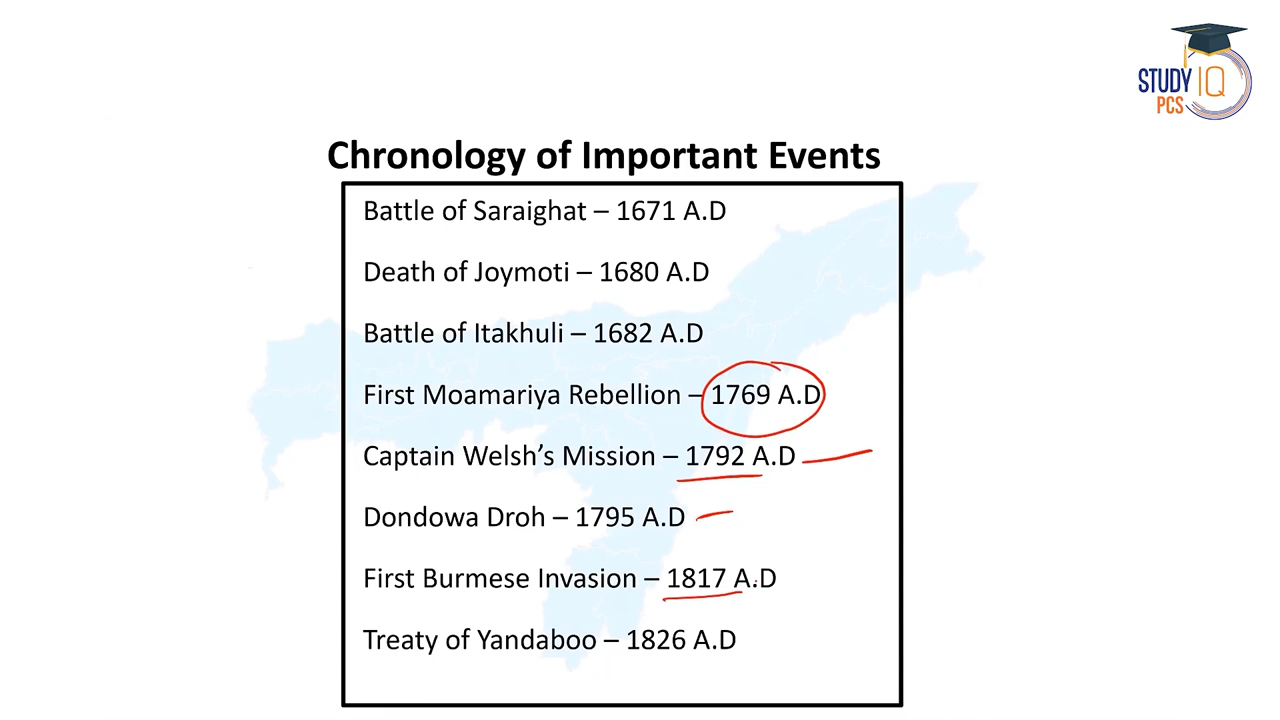 STUDY IQ
PCS
Chronology of Important Events
Battle of Saraighat – 1671 A.D
Death of Joymoti – 1680 A.D
Battle of Itakhuli – 1682 A.D
First Moamariya Rebellion – 1769 A.D
Captain Welsh’s Mission – 1792 A.D
Dondowa Droh – 1795 A.D
First Burmese Invasion – 1817 A.D
Treaty of Yandaboo – 1826 A.D